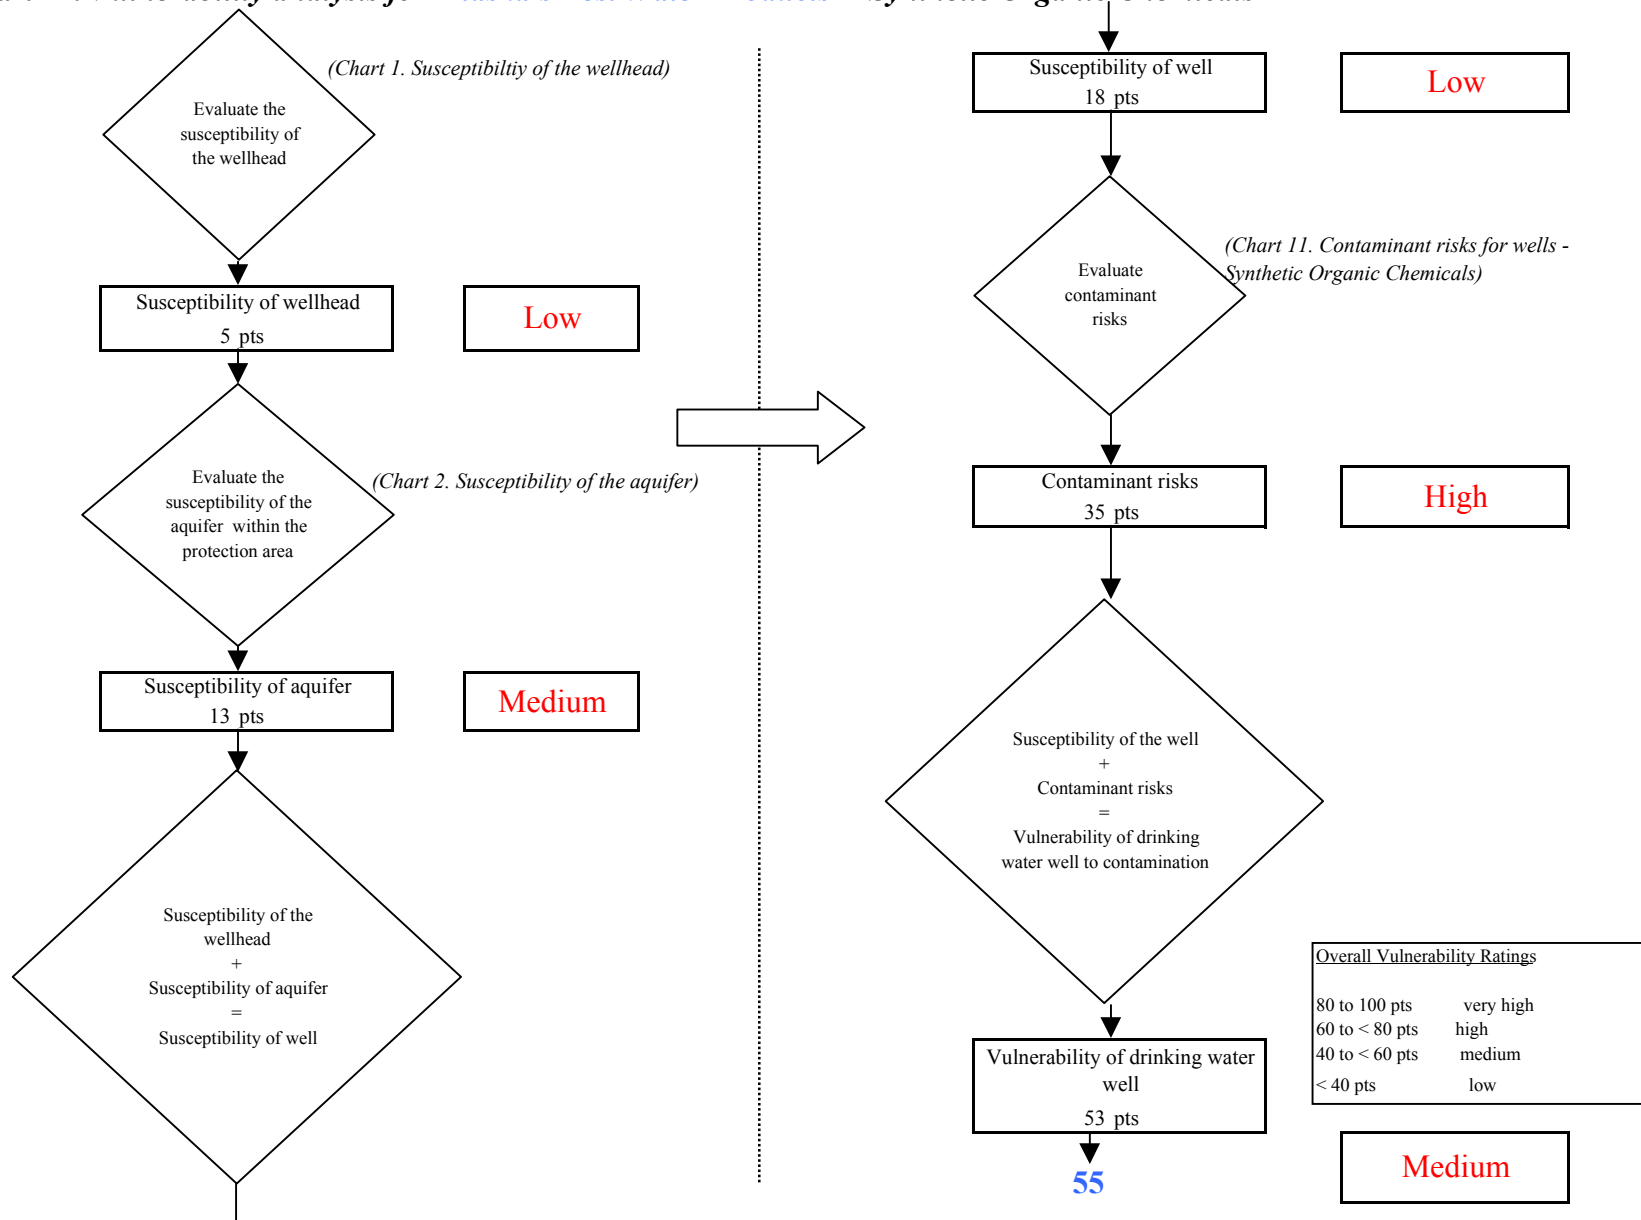 (Chart 1. Susceptibiltiy of the wellhead)
Evaluate the
susceptibility of
the wellhead
Susceptibility of wellhead
5 pts
Low
Evaluate the
susceptibility of the
aquifer within the
protection area
(Chart 2. Susceptibility of the aquifer)
Susceptibility of aquifer
13 pts
Medium
Susceptibility of the
wellhead
+
Susceptibility of aquifer
=
Susceptibility of well
Susceptibility of well
18 pts
Low
Evaluate
contaminant
risks
(Chart 11. Contaminant risks for wells -
Synthetic Organic Chemicals)
Contaminant risks
35 pts
High
Susceptibility of the well
+
Contaminant risks
=
Vulnerability of drinking
water well to contamination
Vulnerability of drinking water
well
53 pts
55
Overall Vulnerability Ratings
80 to 100 pts very high
60 to < 80 pts high
40 to < 60 pts medium
< 40 pts low
Medium